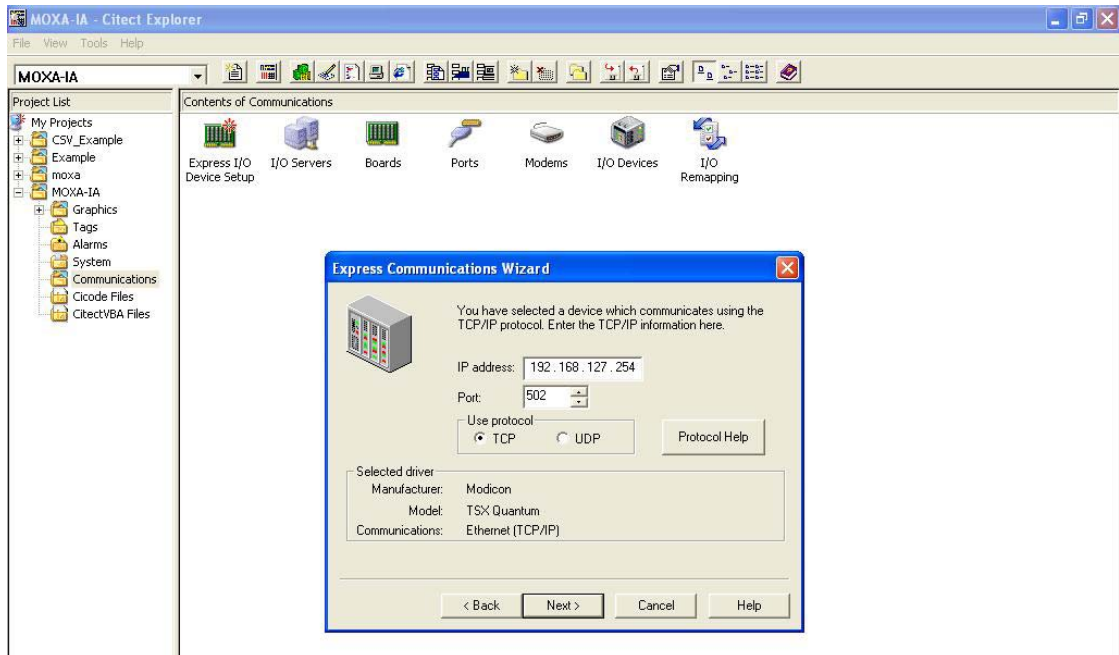 MOXA-IA - Citect Explorer
File View Tools Help
MOXA-IA
Project List
Contents of Communications
My Projects
CSV_Example
Example
moxa
MOXA-IA
Graphics
Tags
Alarms
System
Communications
Cicode Files
CitectVBA Files
Express I/O
Device Setup
I/O Servers
Boards
Ports
Modems
I/O Devices
I/O
Remapping
Express Communications Wizard
You have selected a device which communicates using the
TCP/IP protocol. Enter the TCP/IP information here.
IP address: 192 . 168 . 127 . 254
Port: 502
Use protocol
TCP UDP
Protocol Help
Selected driver
Manufacturer: Modicon
Model: TSX Quantum
Communications: Ethernet (TCP/IP)
< Back Next > Cancel Help